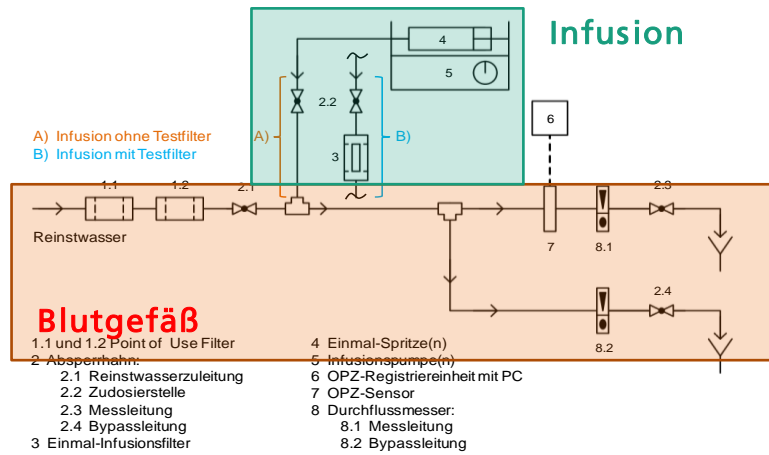 Infusion
4
5
6
2.2
A) Infusion ohne Testfilter
B) Infusion mit Testfilter
A)
B)
3
1.1
1.2
2.1
2.3
Reinstwasser
7
8.1
2.4
8.2
Blutgefäß
1.1 und 1.2 Point of Use Filter
2 Absperrhahn:
2.1 Reinstwasserzuleitung
2.2 Zudosierstelle
2.3 Messleitung
2.4 Bypassleitung
3 Einmal-Infusionsfilter
4 Einmal-Spritze(n)
5 Infusionspumpe(n)
6 OPZ-Registriereinheit mit PC
7 OPZ-Sensor
8 Durchflussmesser:
8.1 Messleitung
8.2 Bypassleitung